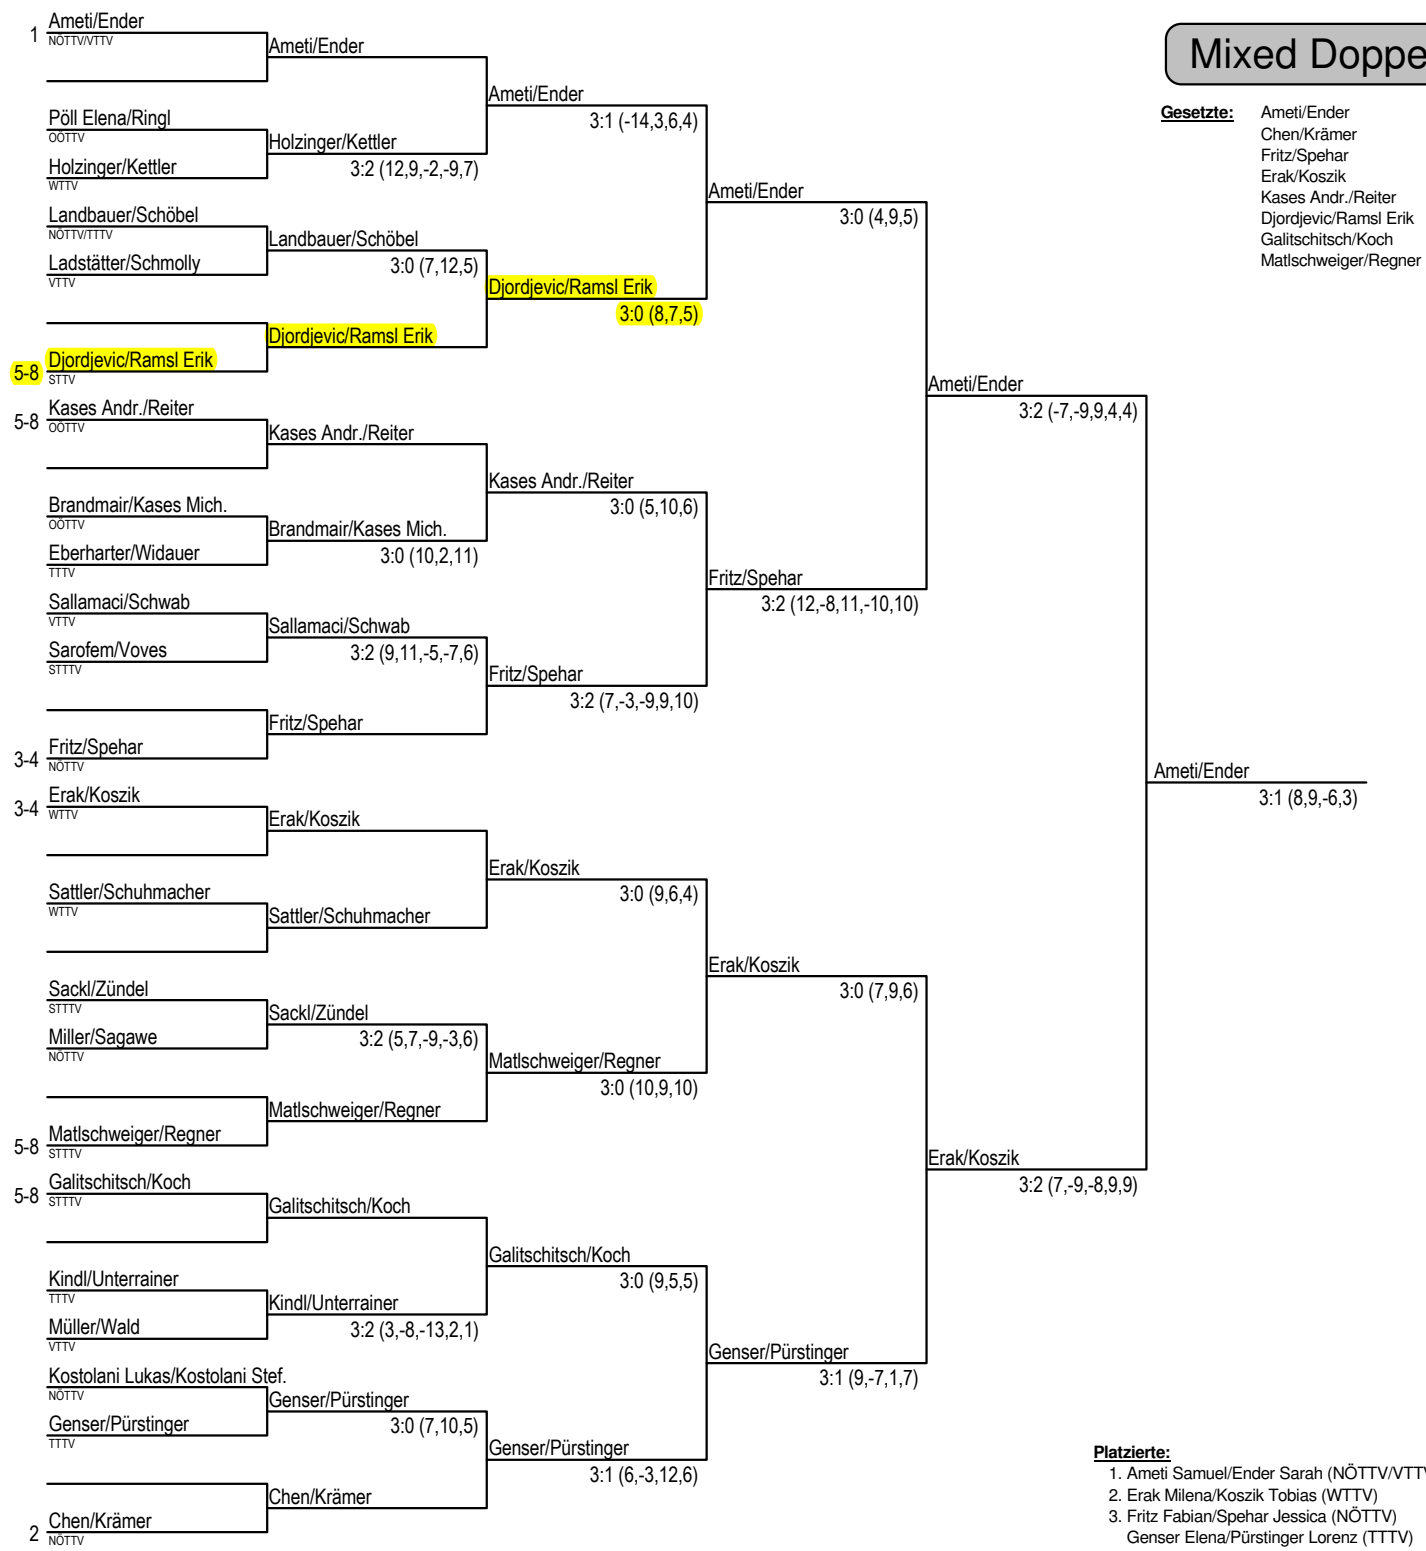 Mixed Doppe
Gesetzte: Ameti/Ender
Chen/Krämer
Fritz/Spehar
Erak/Koszik
Kases Andr./Reiter
Djordjevic/Ramsl Erik
Galitschitsch/Koch
Matlschweiger/Regner
1 Ameti/Ender
NÖTTV/VTTV
Pöll Elena/Ringl
OÖTTV
Holzinger/Kettler
WTTV
Landbauer/Schöbel
NÖTTV/TTTV
Ladstätter/Schmolly
VTTV
5-8 Djordjevic/Ramsl Erik
STTV
5-8 Kases Andr./Reiter
OÖTTV
Brandmair/Kases Mich.
OÖTTV
Eberharter/Widauer
TTTV
Sallamaci/Schwab
VTTV
Sarofem/Voves
STTTV
3-4 Fritz/Spehar
NÖTTV
3-4 Erak/Koszik
WTTV
Sattler/Schuhmacher
WTTV
Sackl/Zündel
STTTV
Miller/Sagawe
NÖTTV
5-8 Matlschweiger/Regner
STTTV
5-8 Galitschitsch/Koch
STTTV
Kindl/Unterrainer
TTTV
Müller/Wald
VTTV
Kostolani Lukas/Kostolani Stef.
NÖTTV
Genser/Pürstinger
TTTV
2 Chen/Krämer
NÖTTV
Ameti/Ender
Holzinger/Kettler
3:2 (12,9,-2,-9,7)
Landbauer/Schöbel
3:0 (7,12,5)
Djordjevic/Ramsl Erik
Kases Andr./Reiter
Brandmair/Kases Mich.
3:0 (10,2,11)
Sallamaci/Schwab
3:2 (9,11,-5,-7,6)
Fritz/Spehar
Erak/Koszik
Sattler/Schuhmacher
Sackl/Zündel
3:2 (5,7,-9,-3,6)
Matlschweiger/Regner
Galitschitsch/Koch
Kindl/Unterrainer
3:2 (3,-8,-13,2,1)
Genser/Pürstinger
3:0 (7,10,5)
Chen/Krämer
Ameti/Ender
3:1 (-14,3,6,4)
Djordjevic/Ramsl Erik
3:0 (8,7,5)
Kases Andr./Reiter
3:0 (5,10,6)
Fritz/Spehar
3:2 (7,-3,-9,9,10)
Erak/Koszik
3:0 (9,6,4)
Matlschweiger/Regner
3:0 (10,9,10)
Galitschitsch/Koch
3:0 (9,5,5)
Genser/Pürstinger
3:1 (6,-3,12,6)
Ameti/Ender
3:0 (4,9,5)
Fritz/Spehar
3:2 (12,-8,11,-10,10)
Erak/Koszik
3:0 (7,9,6)
Genser/Pürstinger
3:1 (9,-7,1,7)
Ameti/Ender
3:2 (-7,-9,9,4,4)
Erak/Koszik
3:2 (7,-9,-8,9,9)
Ameti/Ender
3:1 (8,9,-6,3)
Platzierte:
1. Ameti Samuel/Ender Sarah (NÖTTV/VTTV
2. Erak Milena/Koszik Tobias (WTTV)
3. Fritz Fabian/Spehar Jessica (NÖTTV)
Genser Elena/Pürstinger Lorenz (TTTV)